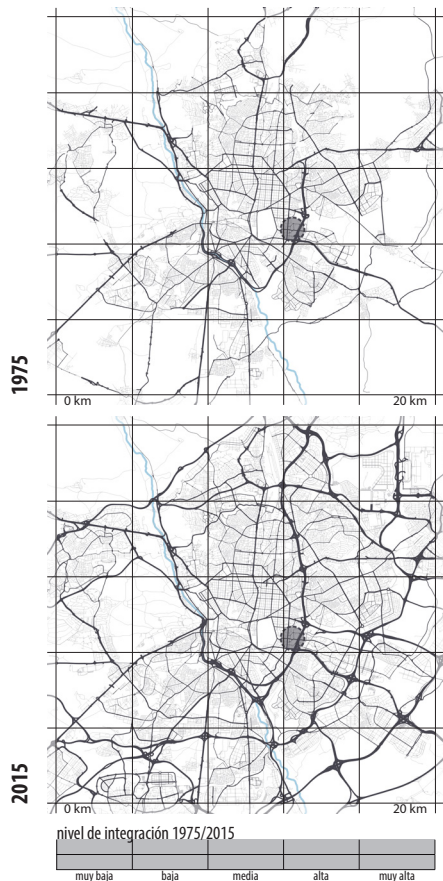 1975
0 km 20 km
2015
0 km 20 km
nivel de integración 1975/2015
muy baja baja media alta muy alta